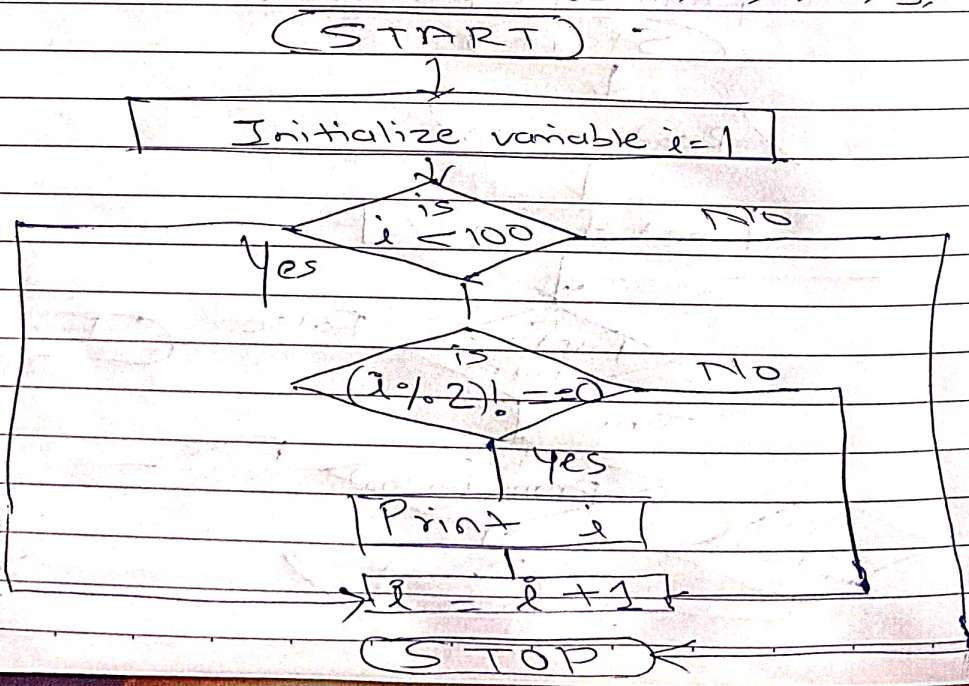 START
Initialize variable i=1
is
i < 100
No
Yes
is
(i%2)!==0
No
Yes
Print i
i = i + 1
STOP